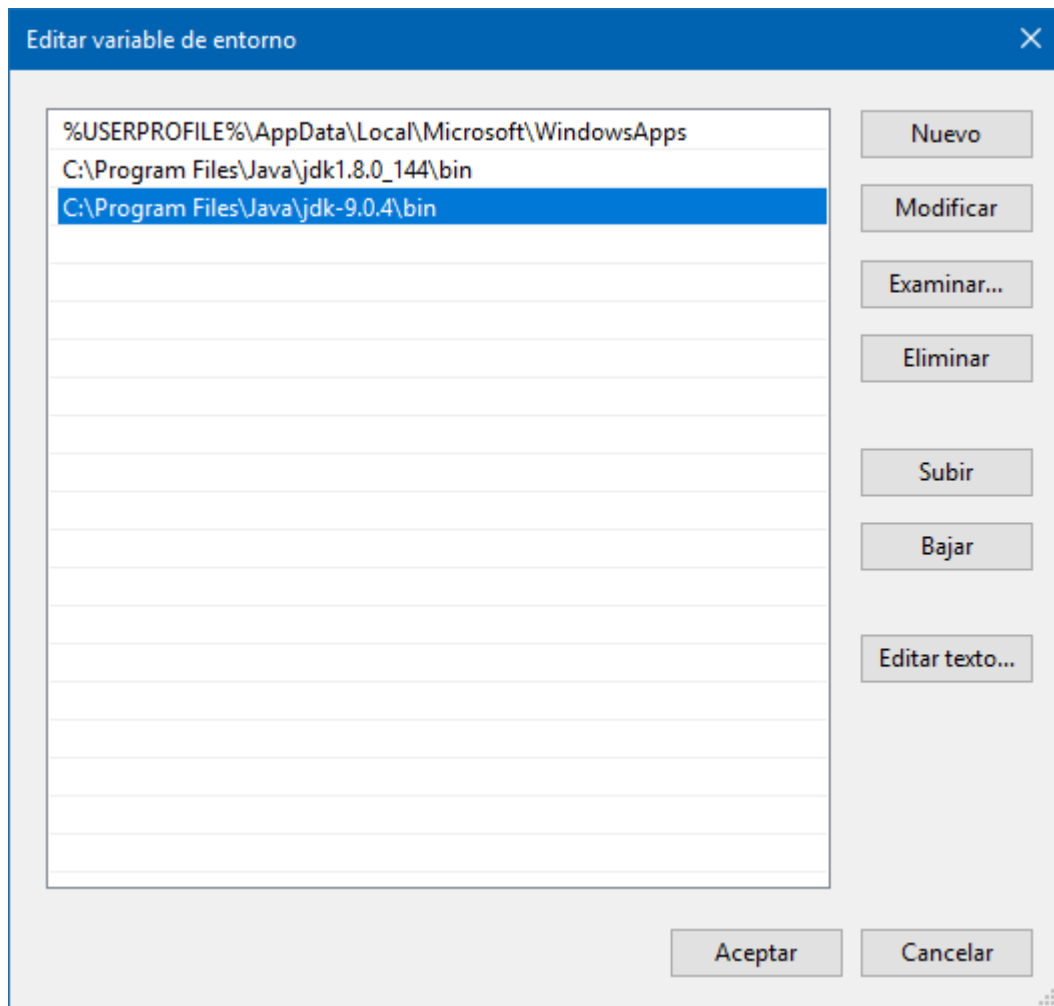 Editar variable de entorno
%USERPROFILE%\AppData\Local\Microsoft\WindowsApps
C:\Program Files\Java\jdk1.8.0_144\bin
C:\Program Files\Java\jdk-9.0.4\bin
Nuevo
Modificar
Examinar...
Eliminar
Subir
Bajar
Editar texto...
Aceptar
Cancelar